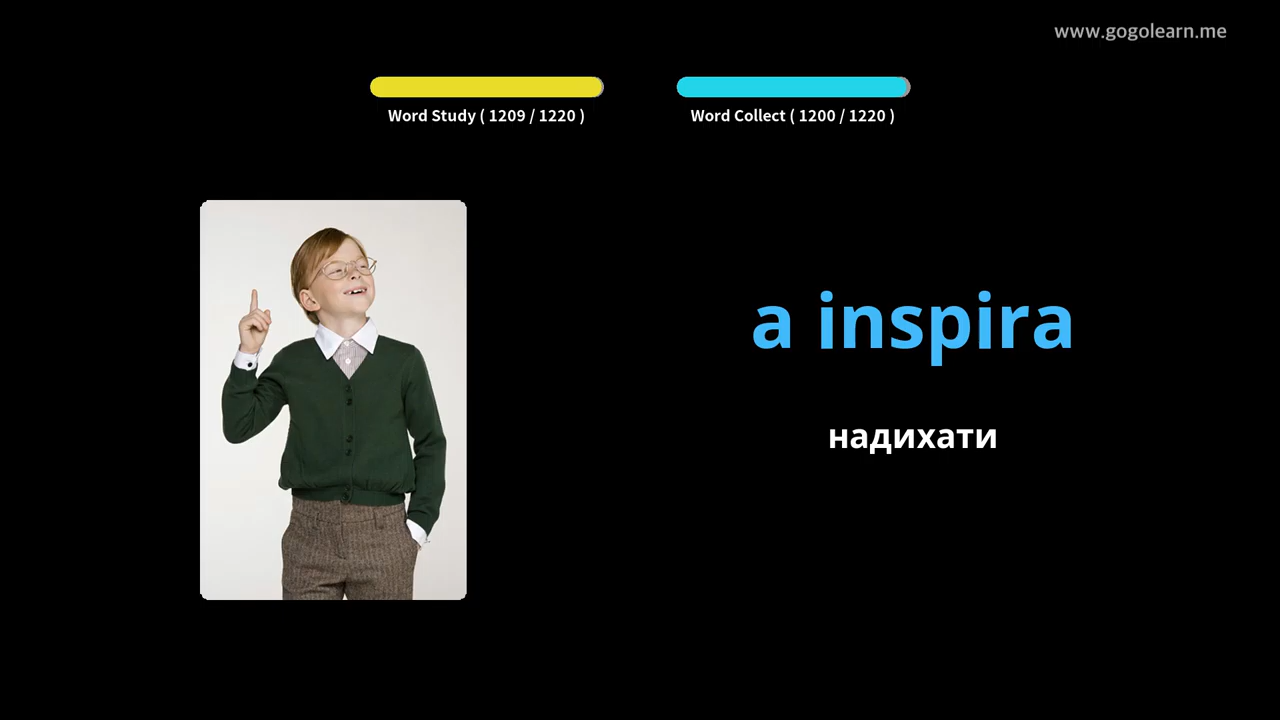 www.gogolearn.me
Word Study ( 1209 / 1220 )
Word Collect ( 1200 / 1220 )
a inspira
надихати